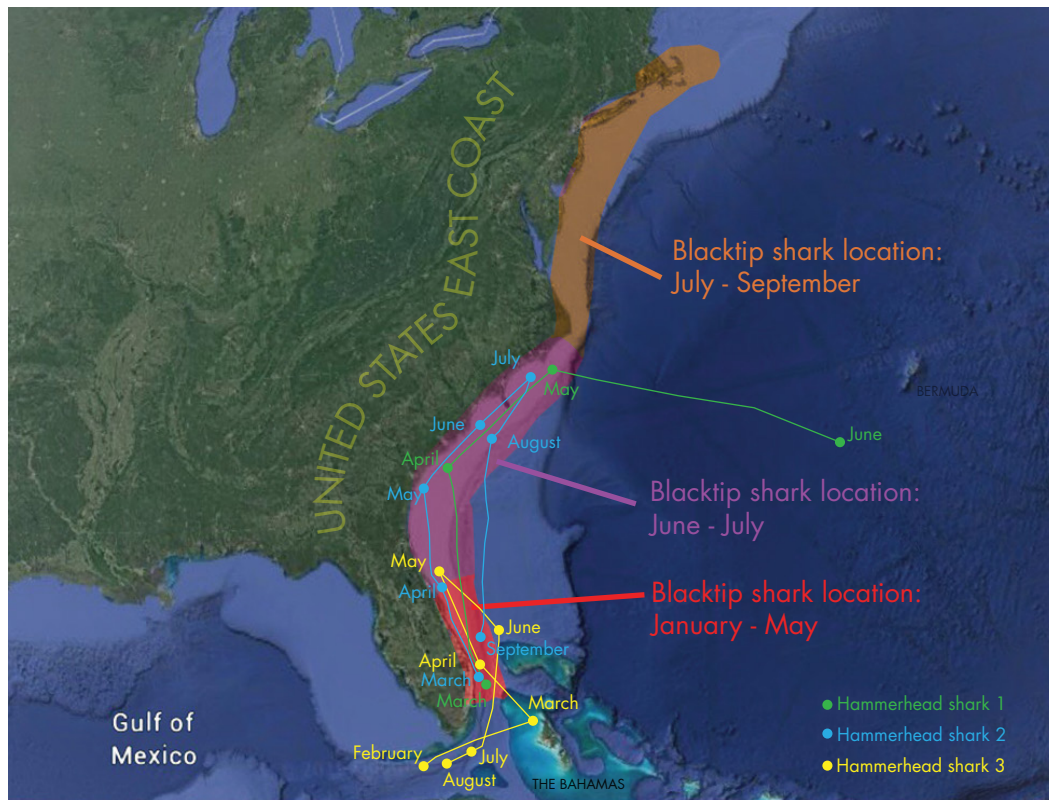 UNITED STATES EAST COAST
Blacktip shark location:
July - September
July
May
BERMUDA
June
August
June
April
May
Blacktip shark location:
June - July
May
April
Blacktip shark location:
January - May
June
September
April
March
March
March
Hammerhead shark 1
Gulf of
Mexico
Hammerhead shark 2
February
July
Hammerhead shark 3
August
THE BAHAMAS